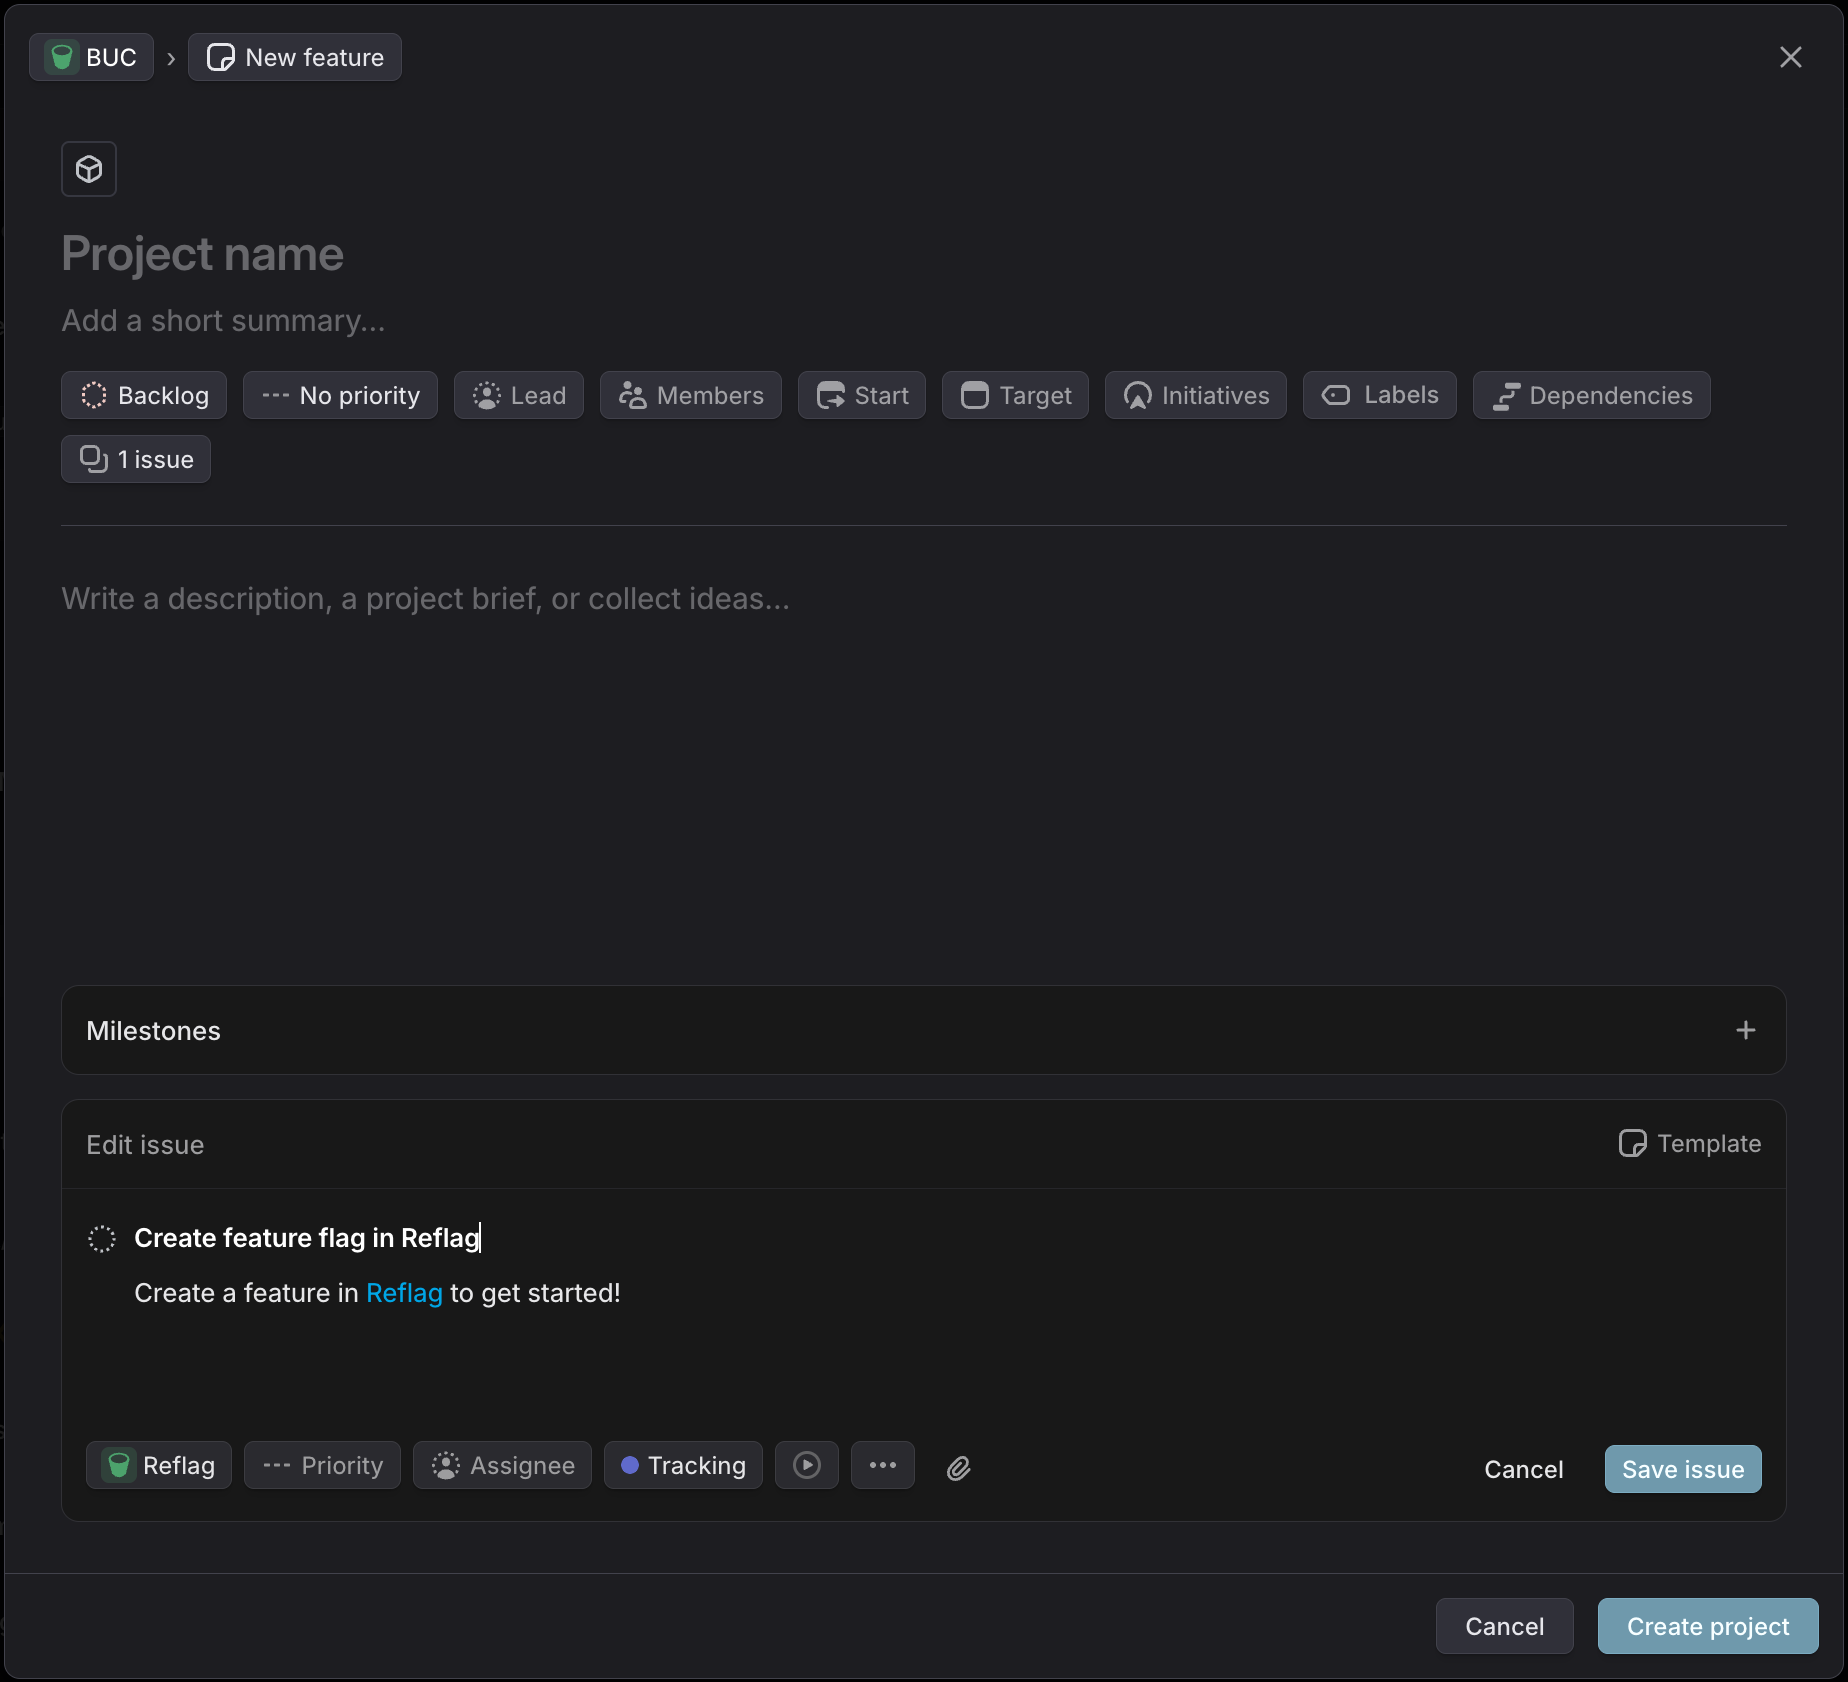 BUC › New feature
Project name
Add a short summary...
Backlog No priority Lead Members Start Target Initiatives Labels Dependencies
1 issue
Write a description, a project brief, or collect ideas...
Milestones
Edit issue Template
Create feature flag in Reflag
Create a feature in Reflag to get started!
Reflag Priority Assignee Tracking Cancel Save issue
Cancel Create project